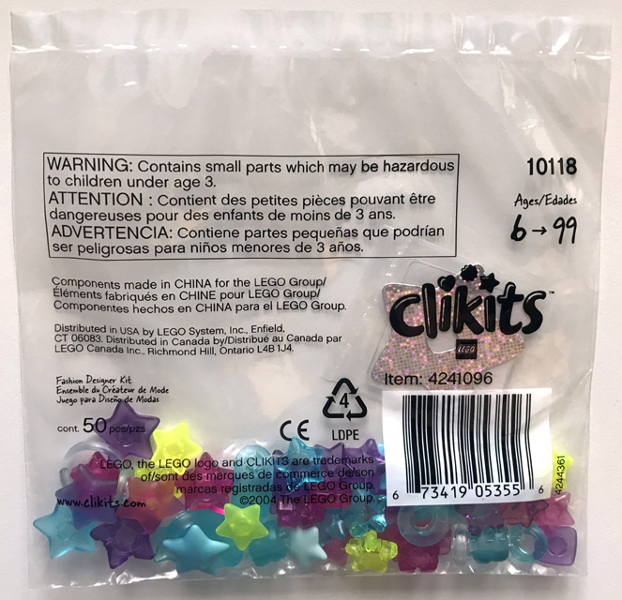 WARNING: Contains small parts which may be hazardous
to children under age 3.
ATTENTION : Contient des petites pièces pouvant être
dangereuses pour des enfants de moins de 3 ans.
ADVERTENCIA: Contiene partes pequeñas que podrían
ser peligrosas para niños menores de 3 años.
10118
Ages/Edades
6→99
Components made in CHINA for the LEGO Group/
Éléments fabriqués en CHINE pour LEGO Group/
Componentes hechos en CHINA para el LEGO Group.
Distributed in USA by LEGO System, Inc., Enfield,
CT 06083. Distributed in Canada by/Distribué au Canada par
LEGO Canada Inc., Richmond Hill, Ontario L4B 1J4.
clikits™
LEGO
Item: 4241096
Fashion Designer Kit
Ensemble du Créateur de Mode
Juego para Diseño de Modas
cont. 50 pcs/pzs
CE
4
LDPE
LEGO, the LEGO logo and CLIKITS are trademarks
of/sont des marques de commerce de/son
marcas registradas de LEGO Group.
©2004 The LEGO Group.
www.clikits.com
6 73419 05355 6
4244361